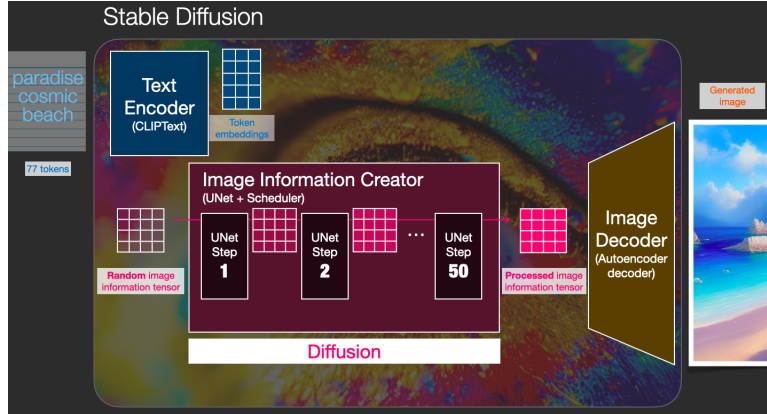 Stable Diffusion
paradise
cosmic
beach
77 tokens
Text
Encoder
(CLIPText)
Token
embeddings
Generated
image
Image Information Creator
(UNet + Scheduler)
UNet
Step
1
UNet
Step
2
...
UNet
Step
50
Random image
information tensor
Processed image
information tensor
Image
Decoder
(Autoencoder
decoder)
Diffusion